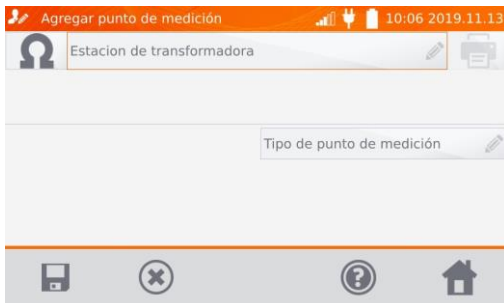 Agregar punto de medición 10:06 2019.11.13
Ω Estacion de transformadora
Tipo de punto de medición